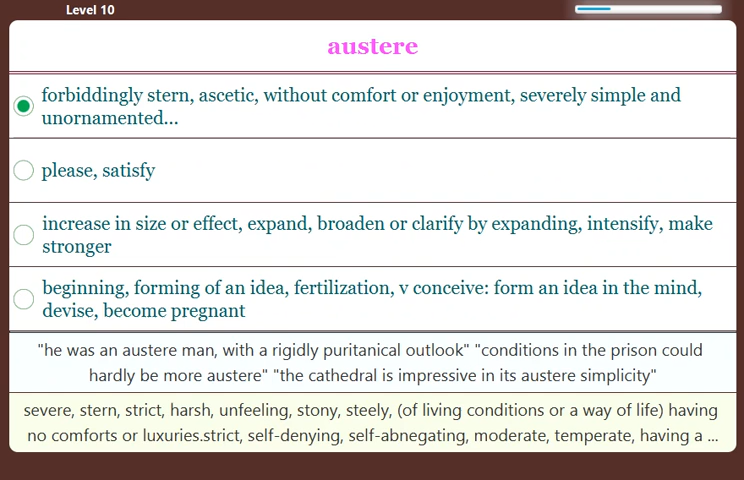 Level 10
austere
forbiddingly stern, ascetic, without comfort or enjoyment, severely simple and
unornamented...
please, satisfy
increase in size or effect, expand, broaden or clarify by expanding, intensify, make
stronger
beginning, forming of an idea, fertilization, v conceive: form an idea in the mind,
devise, become pregnant
"he was an austere man, with a rigidly puritanical outlook" "conditions in the prison could
hardly be more austere" "the cathedral is impressive in its austere simplicity"
severe, stern, strict, harsh, unfeeling, stony, steely, (of living conditions or a way of life) having
no comforts or luxuries.strict, self-denying, self-abnegating, moderate, temperate, having a ...